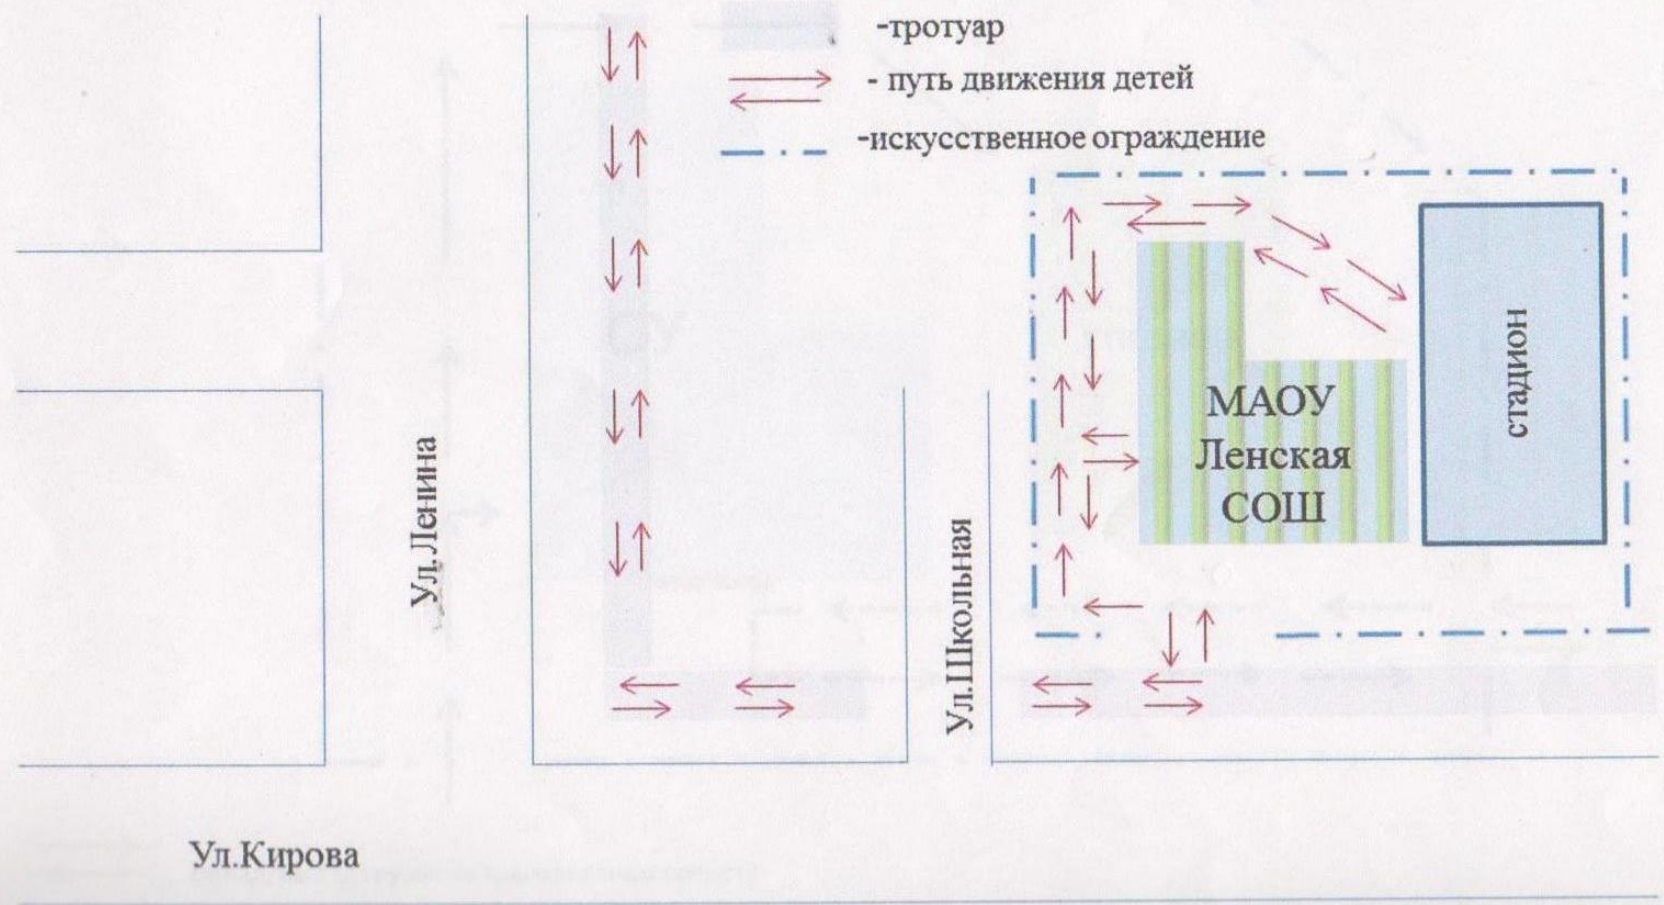 -тротуар
- путь движения детей
-искусственное ограждение
МАОУ
Ленская
СОШ
стадион
Ул.Ленина
Ул.Школьная
Ул.Кирова